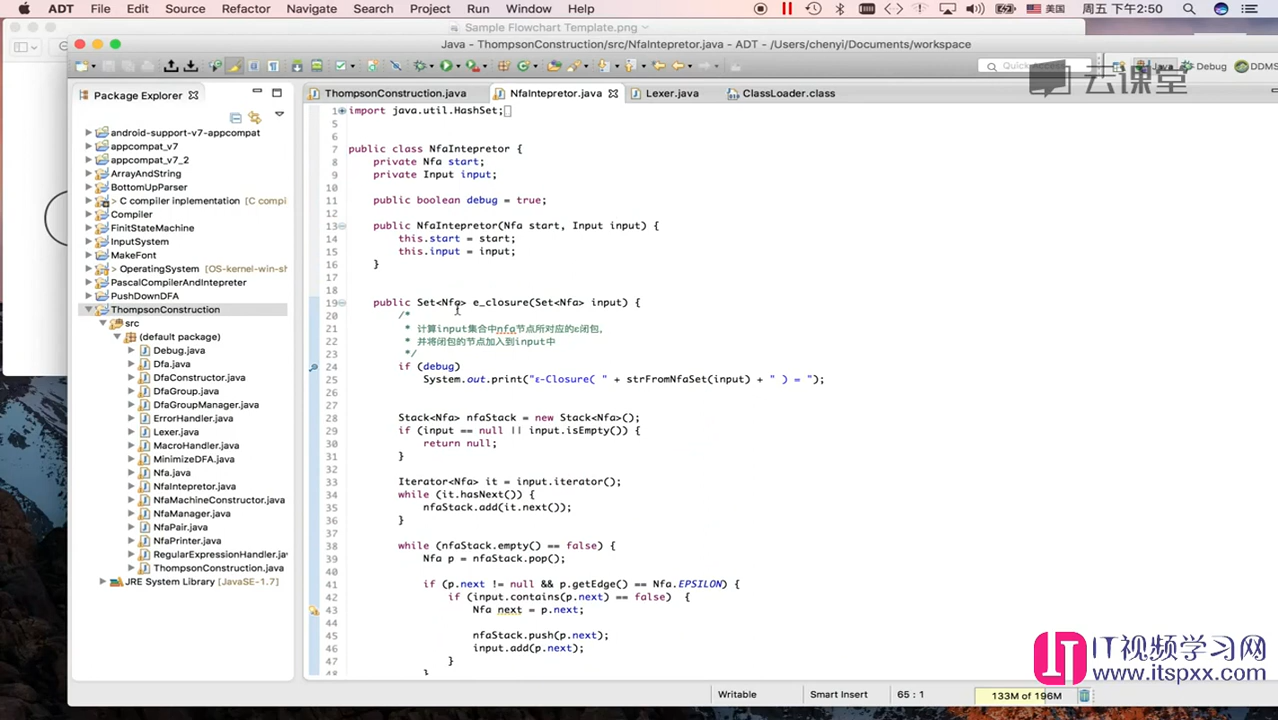 ADT File Edit Source Refactor Navigate Search Project Run Window Help 美国 周五 下午2:50
Sample Flowchart Template.png
Java - ThompsonConstruction/src/NfaIntepretor.java - ADT - /Users/chenyi/Documents/workspace
Quick Access Java Debug DDMS
云课堂
Package Explorer
ThompsonConstruction.java NfaIntepretor.java Lexer.java ClassLoader.class
android-support-v7-appcompat
appcompat_v7
appcompat_v7_2
ArrayAndString
BottomUpParser
> C compiler inplementation [C compi
Compiler
FinitStateMachine
InputSystem
MakeFont
> OperatingSystem [OS-kernel-win-sh
PascalCompilerAndIntepreter
PushDownDFA
ThompsonConstruction
src
(default package)
Debug.java
Dfa.java
DfaConstructor.java
DfaGroup.java
DfaGroupManager.java
ErrorHandler.java
Lexer.java
MacroHandler.java
MinimizeDFA.java
Nfa.java
NfaIntepretor.java
NfaMachineConstructor.java
NfaManager.java
NfaPair.java
NfaPrinter.java
RegularExpressionHandler.java
ThompsonConstruction.java
JRE System Library [JavaSE-1.7]
1 import java.util.HashSet;
5
6
7 public class NfaIntepretor {
8 private Nfa start;
9 private Input input;
10
11 public boolean debug = true;
12
13 public NfaIntepretor(Nfa start, Input input) {
14 this.start = start;
15 this.input = input;
16 }
17
18
19 public Set<Nfa> e_closure(Set<Nfa> input) {
20 /*
21 * 计算input集合中nfa节点所对应的ε闭包,
22 * 并将闭包的节点加入到input中
23 */
24 if (debug)
25 System.out.print("ε-Closure( " + strFromNfaSet(input) + " ) = ");
26
27
28 Stack<Nfa> nfaStack = new Stack<Nfa>();
29 if (input == null || input.isEmpty()) {
30 return null;
31 }
32
33 Iterator<Nfa> it = input.iterator();
34 while (it.hasNext()) {
35 nfaStack.add(it.next());
36 }
37
38 while (nfaStack.empty() == false) {
39 Nfa p = nfaStack.pop();
40
41 if (p.next != null && p.getEdge() == Nfa.EPSILON) {
42 if (input.contains(p.next) == false) {
43 Nfa next = p.next;
44
45 nfaStack.push(p.next);
46 input.add(p.next);
47 }
48 }
Writable Smart Insert 65 : 1 133M of 196M
IT视频学习网
www.itspxx.com